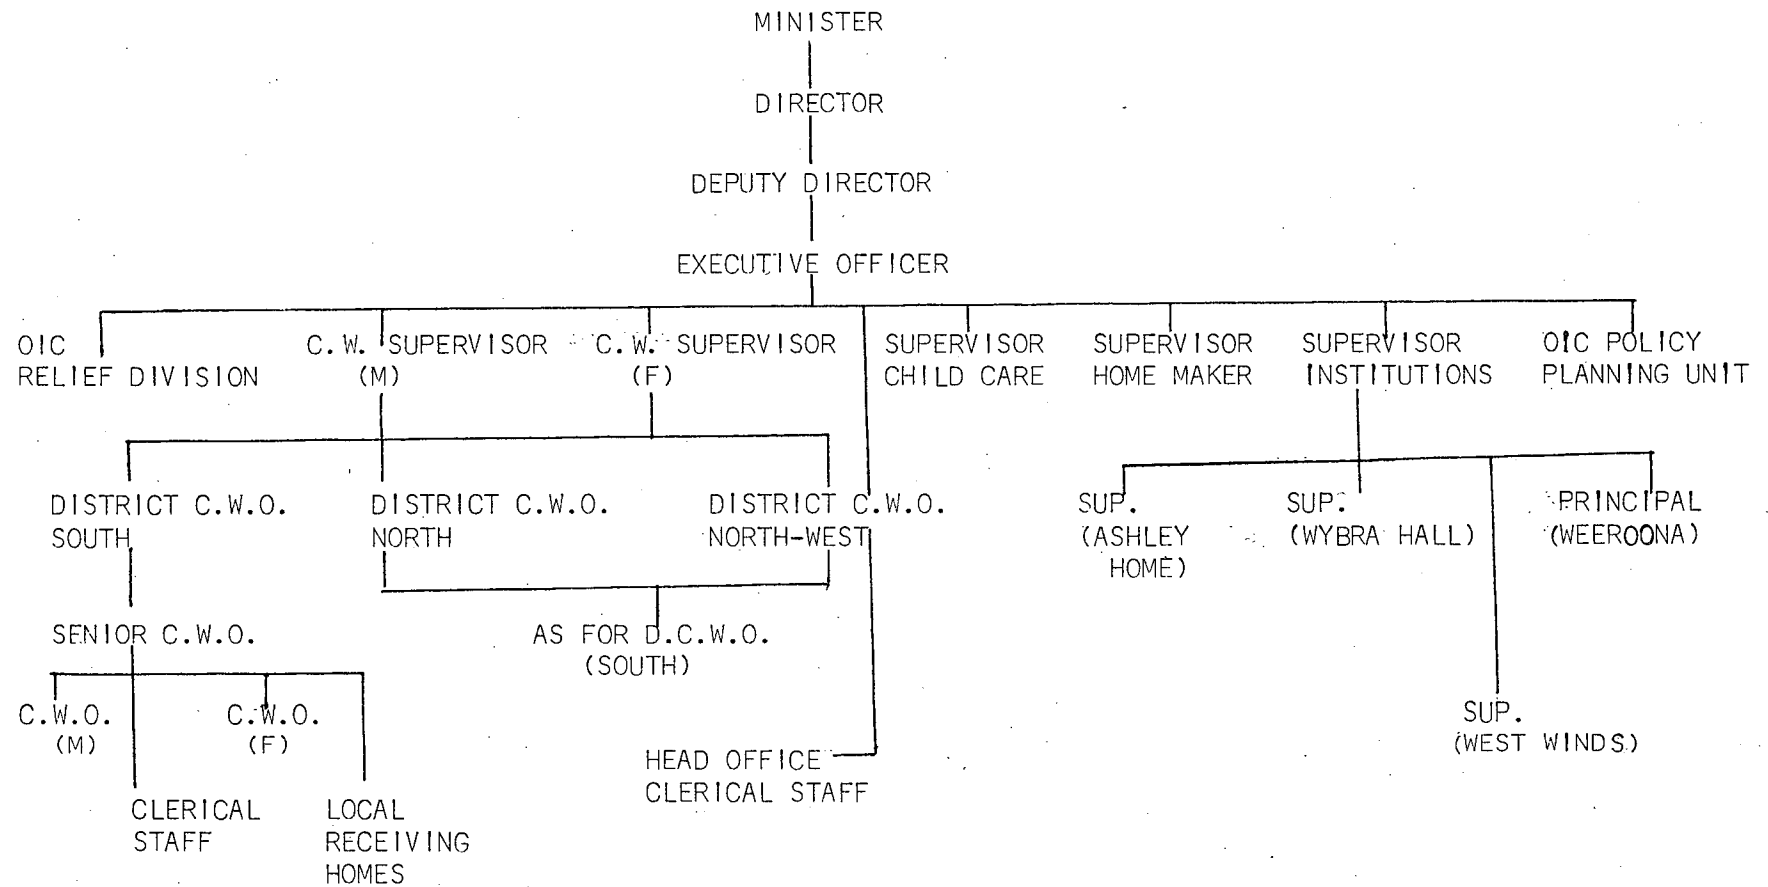 MINISTER
DIRECTOR
DEPUTY DIRECTOR
EXECUTIVE OFFICER
OIC
RELIEF DIVISION
C.W. SUPERVISOR
(M)
C.W. SUPERVISOR
(F)
SUPERVISOR
CHILD CARE
SUPERVISOR
HOME MAKER
SUPERVISOR
INSTITUTIONS
OIC POLICY
PLANNING UNIT
DISTRICT C.W.O.
SOUTH
DISTRICT C.W.O.
NORTH
DISTRICT C.W.O.
NORTH-WEST
SUP.
(ASHLEY
HOME)
SUP.
(WYBRA HALL)
PRINCIPAL
(WEEROONA)
SENIOR C.W.O.
AS FOR D.C.W.O.
(SOUTH)
C.W.O.
(M)
C.W.O.
(F)
SUP.
(WEST WINDS)
HEAD OFFICE
CLERICAL STAFF
CLERICAL
STAFF
LOCAL
RECEIVING
HOMES